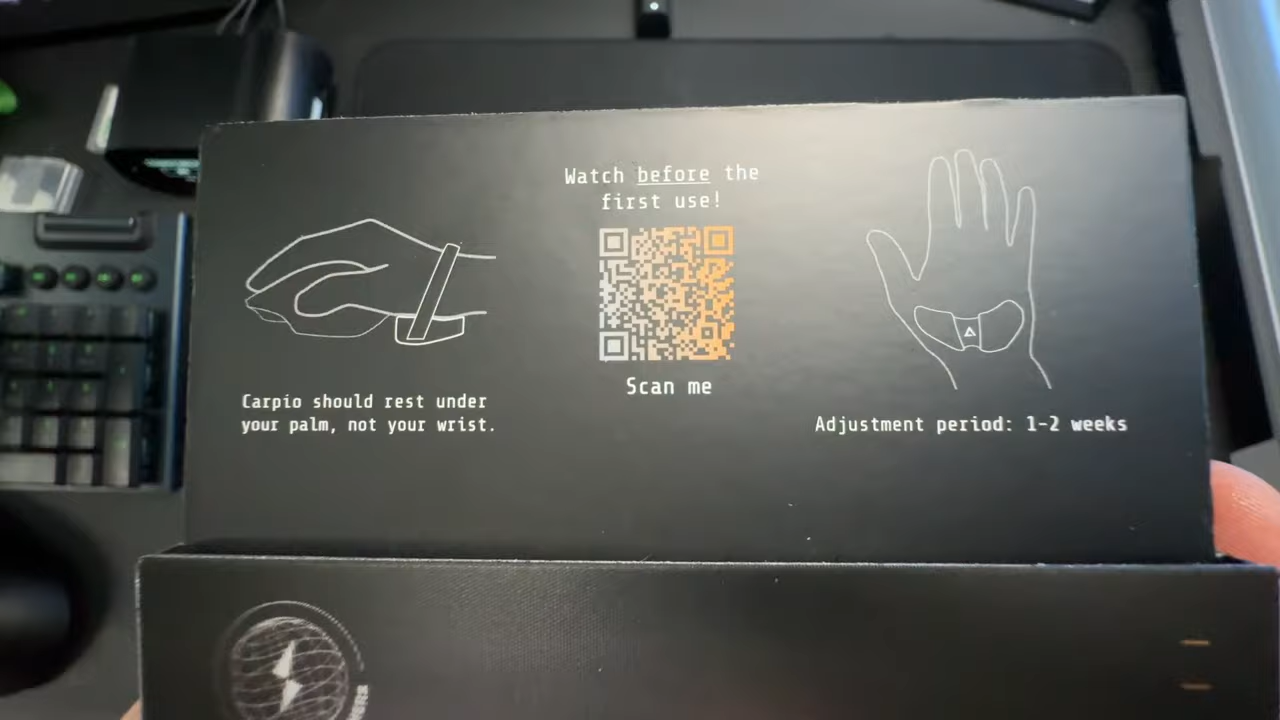 Watch before the
first use!
Scan me
Carpio should rest under
your palm, not your wrist.
Adjustment period: 1-2 weeks